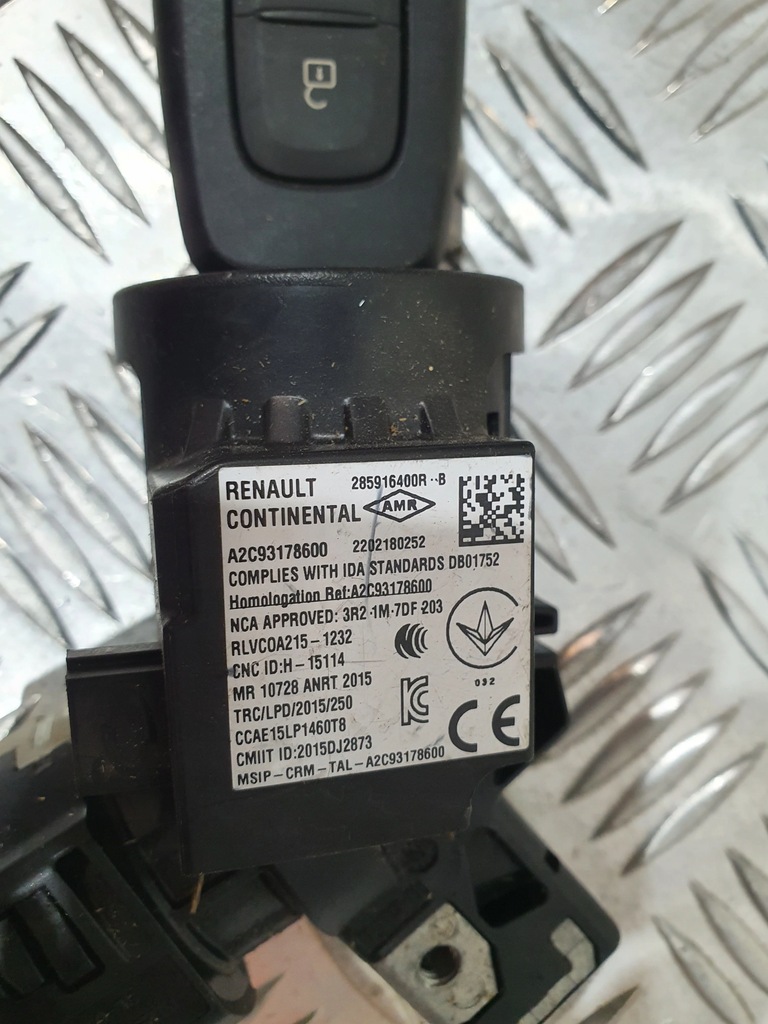 RENAULT 285916400R--B
CONTINENTAL AMR
A2C93178600 2202180252
COMPLIES WITH IDA STANDARDS DB01752
Homologation Ref:A2C93178600
NCA APPROVED: 3R2-1M-7DF-203
RLVCOA215-1232
CNC ID:H-15114
MR 10728 ANRT 2015
032
TRC/LPD/2015/250
CCAE15LP1460T8
CMIIT ID:2015DJ2873
CE
MSIP-CRM-TAL-A2C93178600